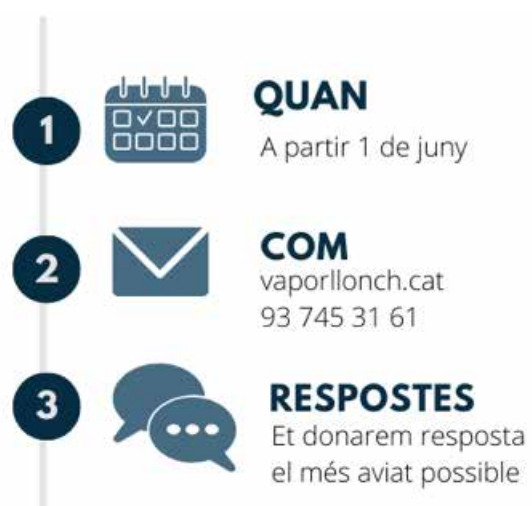 1
QUAN
A partir 1 de juny
2
COM
vaporllonch.cat
93 745 31 61
3
RESPOSTES
Et donarem resposta
el més aviat possible